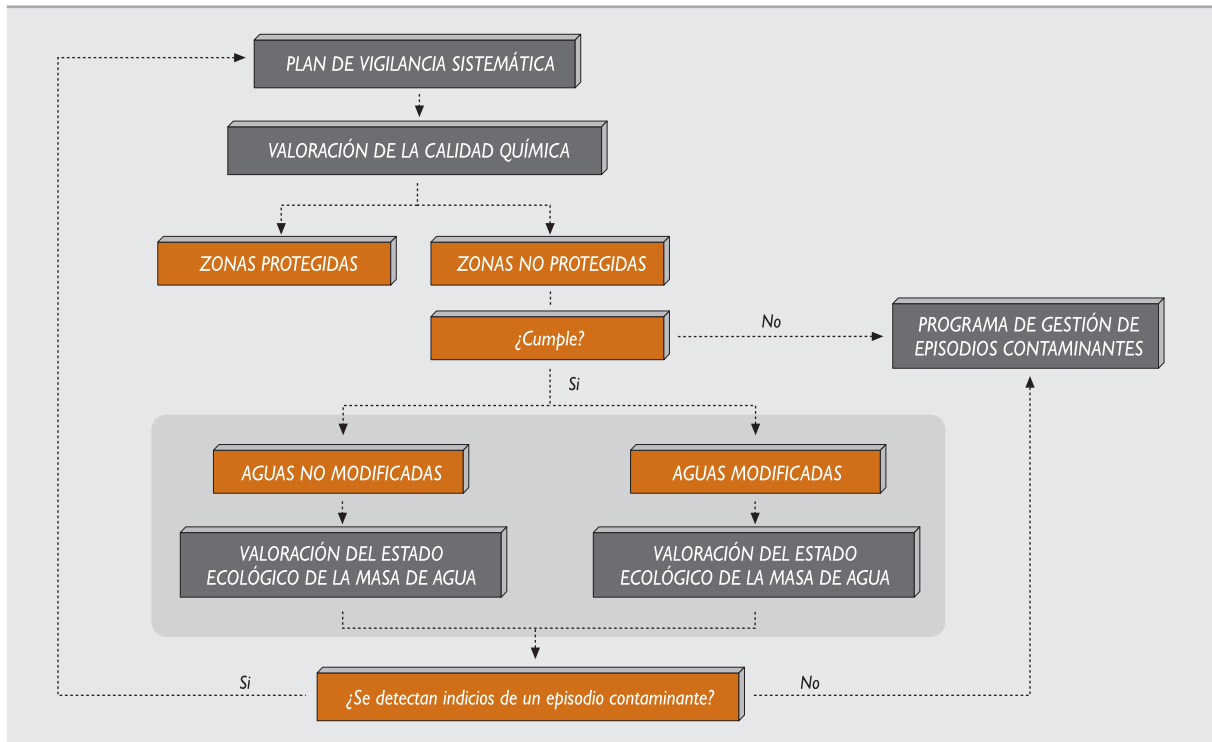 PLAN DE VIGILANCIA SISTEMÁTICA
VALORACIÓN DE LA CALIDAD QUÍMICA
ZONAS PROTEGIDAS
ZONAS NO PROTEGIDAS
¿Cumple?
No
PROGRAMA DE GESTIÓN DE
EPISODIOS CONTAMINANTES
Si
AGUAS NO MODIFICADAS
AGUAS MODIFICADAS
VALORACIÓN DEL ESTADO
ECOLÓGICO DE LA MASA DE AGUA
VALORACIÓN DEL ESTADO
ECOLÓGICO DE LA MASA DE AGUA
Si
¿Se detectan indicios de un episodio contaminante?
No